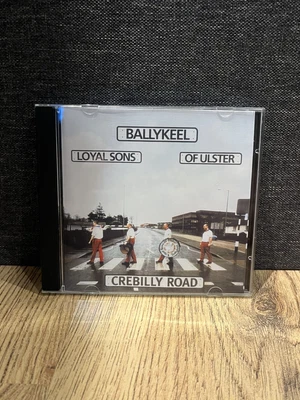 BALLYKEEL
LOYAL SONS OF ULSTER
CREBILLY ROAD